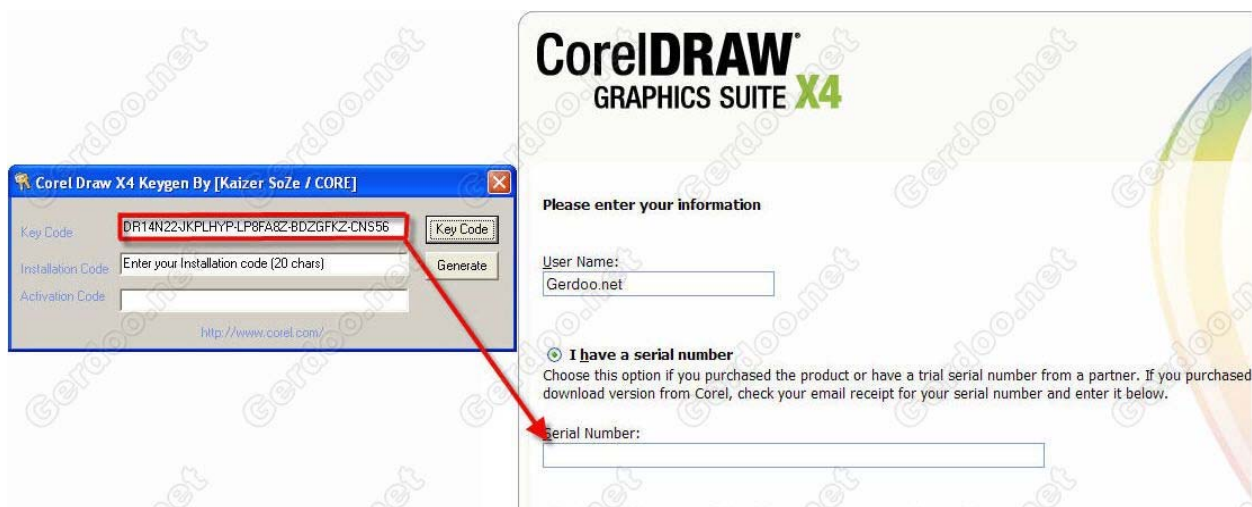 CorelDRAW
GRAPHICS SUITE X4
Corel Draw X4 Keygen By [Kaizer SoZe / CORE]
Key Code DR14N22-JKPLHYP-LP8FA8Z-BDZGFKZ-CNS56 Key Code
Installation Code Enter your Installation code (20 chars) Generate
Activation Code
http://www.corel.com/
Please enter your information
User Name:
Gerdoo.net
I have a serial number
Choose this option if you purchased the product or have a trial serial number from a partner. If you purchased
download version from Corel, check your email receipt for your serial number and enter it below.
Serial Number:
Gerdoo.net